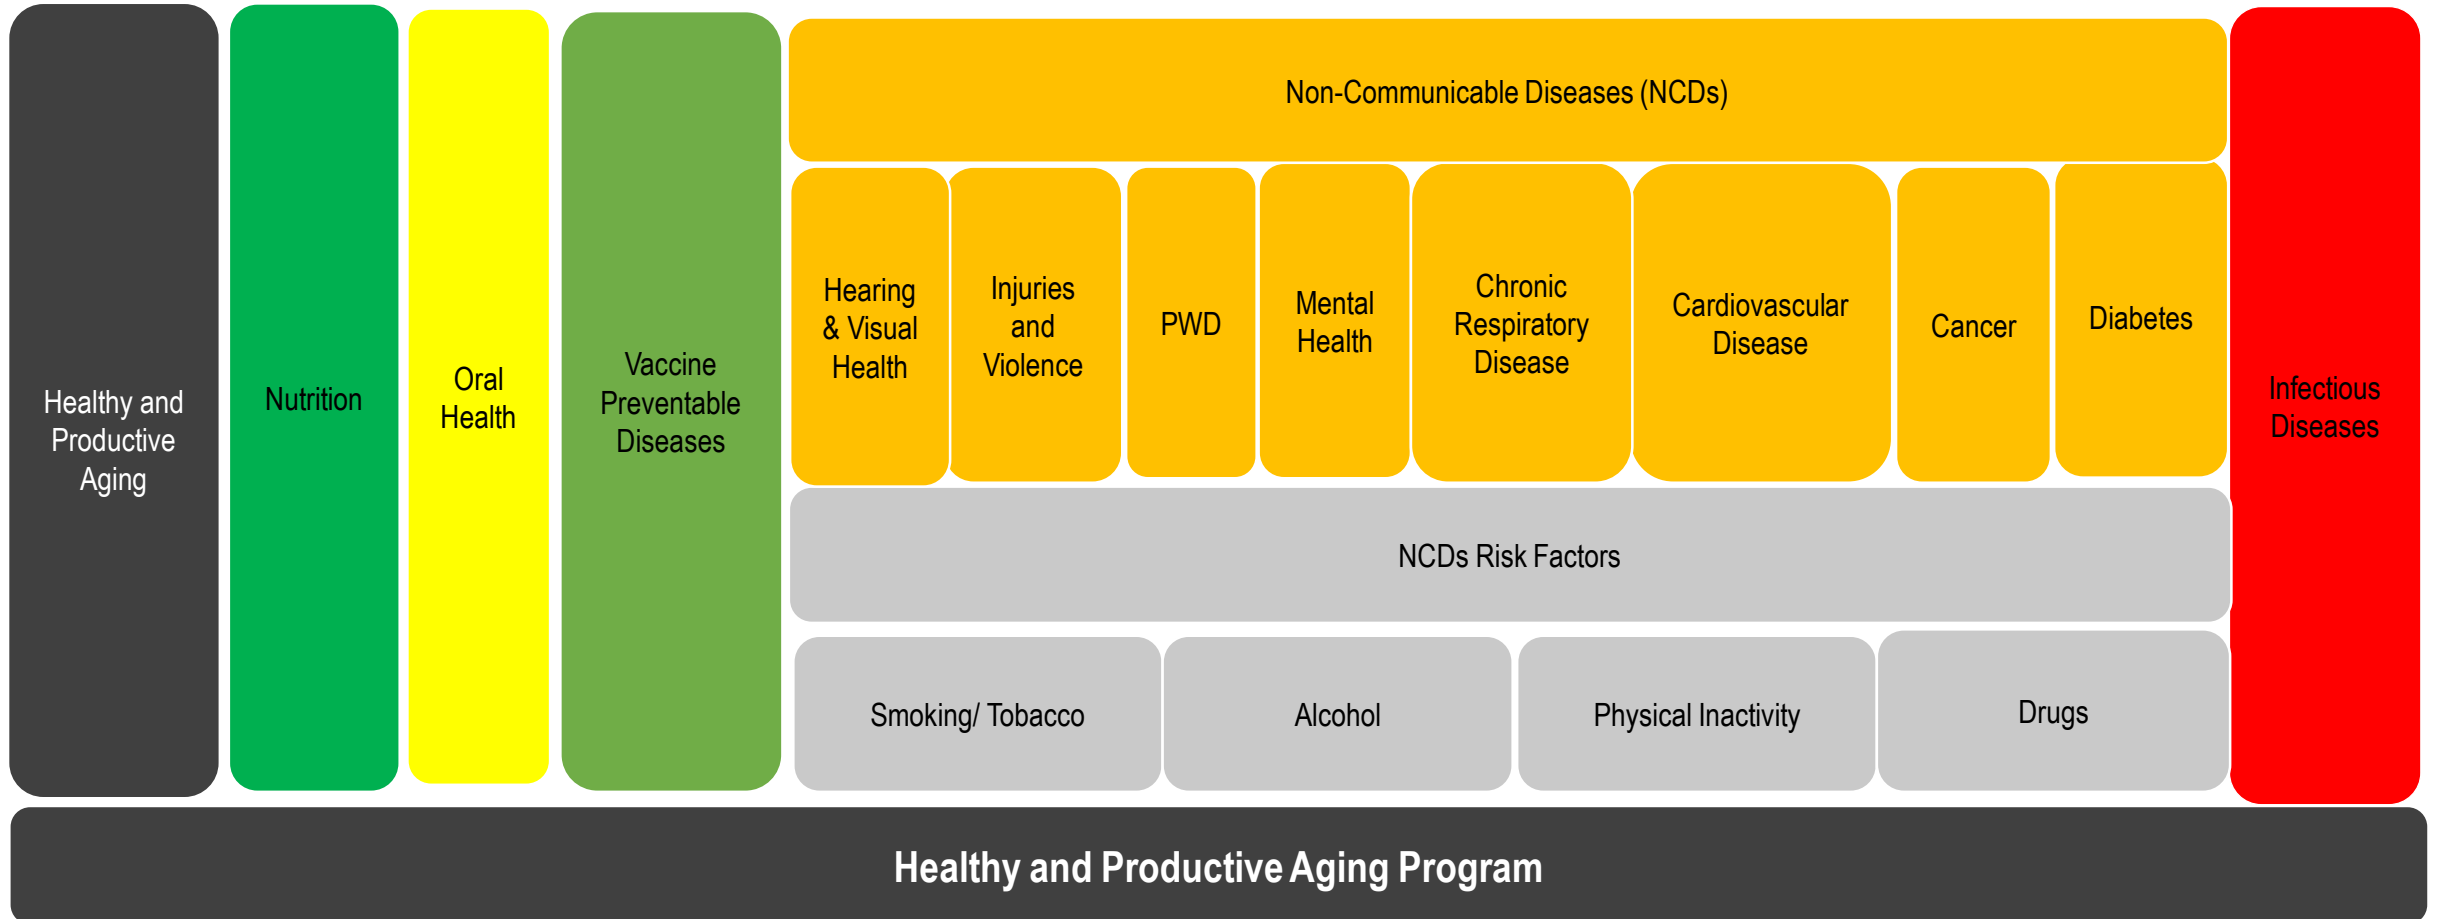 Healthy and
Productive
Aging
Nutrition
Oral
Health
Vaccine
Preventable
Diseases
Non-Communicable Diseases (NCDs)
Hearing
& Visual
Health
Injuries
and
Violence
PWD
Mental
Health
Chronic
Respiratory
Disease
Cardiovascular
Disease
Cancer
Diabetes
NCDs Risk Factors
Smoking/ Tobacco
Alcohol
Physical Inactivity
Drugs
Infectious
Diseases
Healthy and Productive Aging Program